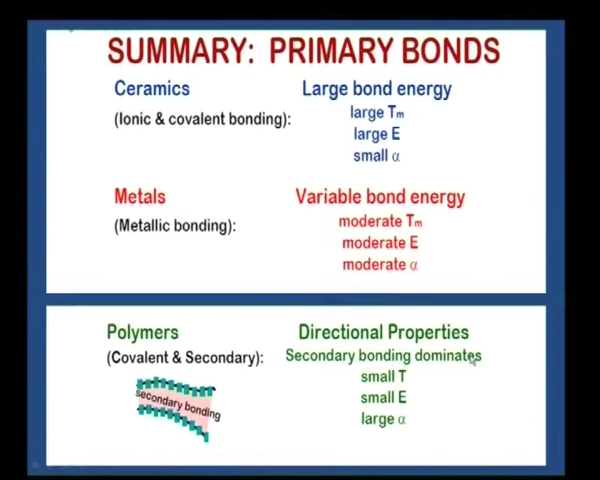 SUMMARY: PRIMARY BONDS
Ceramics
(Ionic & covalent bonding):
Large bond energy
large Tm
large E
small α
Metals
(Metallic bonding):
Variable bond energy
moderate Tm
moderate E
moderate α
Polymers
(Covalent & Secondary):
secondary bonding
Directional Properties
Secondary bonding dominates
small T
small E
large α